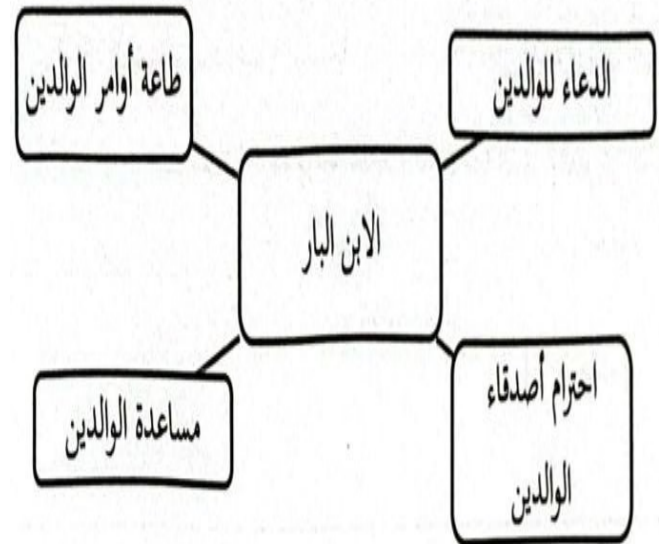 الدعاء للوالدين
طاعة أوامر الوالدين
الابن البار
احترام أصدقاء
الوالدين
مساعدة الوالدين